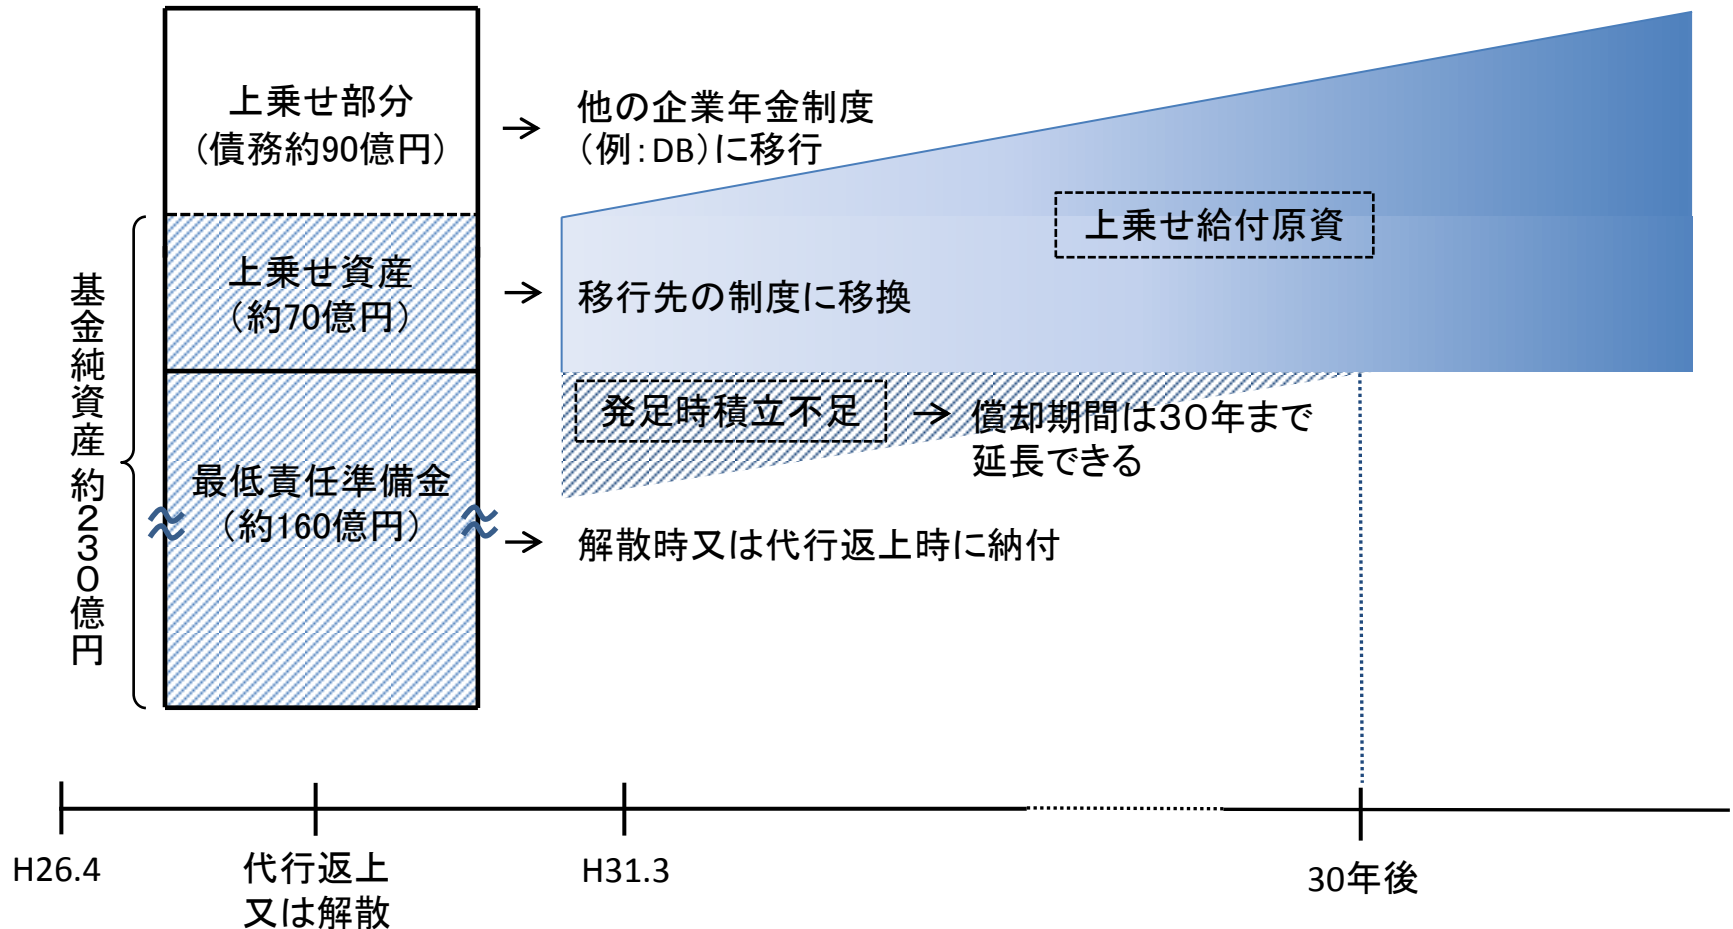 上乗せ部分
（債務約90億円）
他の企業年金制度
（例：DB）に移行
上乗せ給付原資
上乗せ資産
（約70億円）
移行先の制度に移換
基金純資産 約２３０億円
発足時積立不足
償却期間は３０年まで
延長できる
最低責任準備金
（約160億円）
解散時又は代行返上時に納付
H26.4
代行返上
又は解散
H31.3
30年後